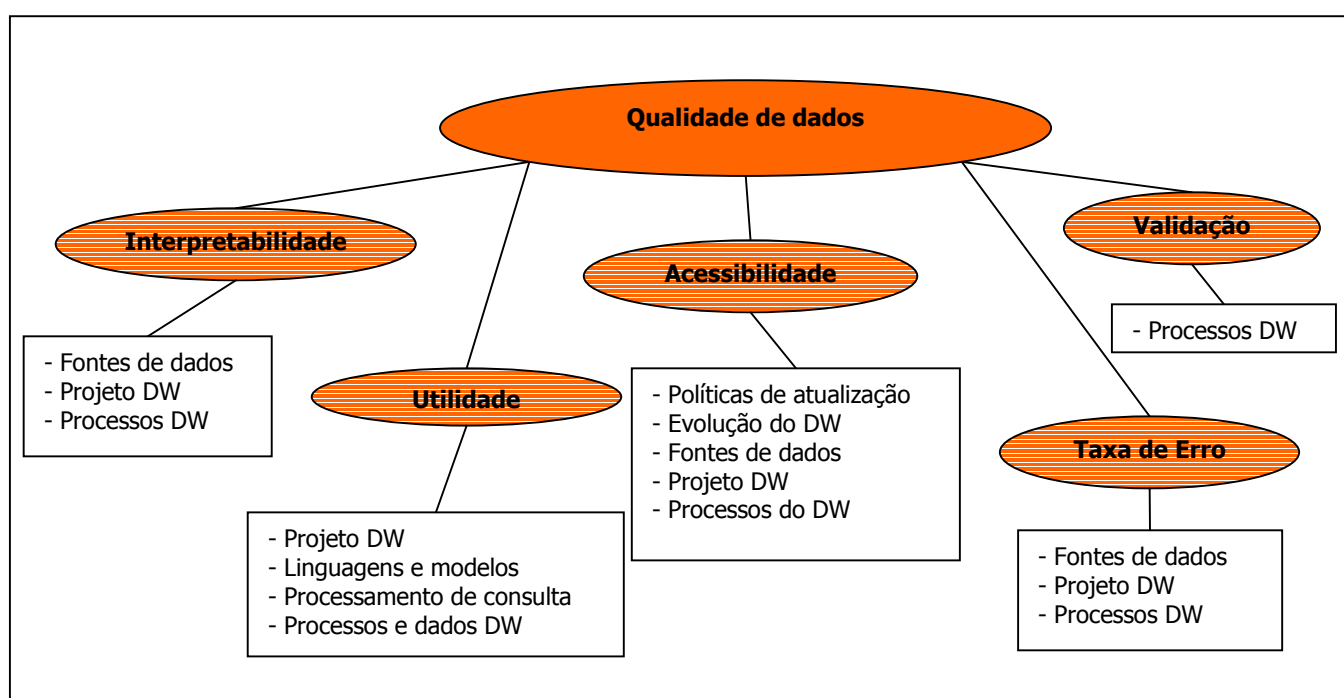 Qualidade de dados
Interpretabilidade
- Fontes de dados
- Projeto DW
- Processos DW
Utilidade
- Projeto DW
- Linguagens e modelos
- Processamento de consulta
- Processos e dados DW
Acessibilidade
- Políticas de atualização
- Evolução do DW
- Fontes de dados
- Projeto DW
- Processos do DW
Validação
- Processos DW
Taxa de Erro
- Fontes de dados
- Projeto DW
- Processos DW